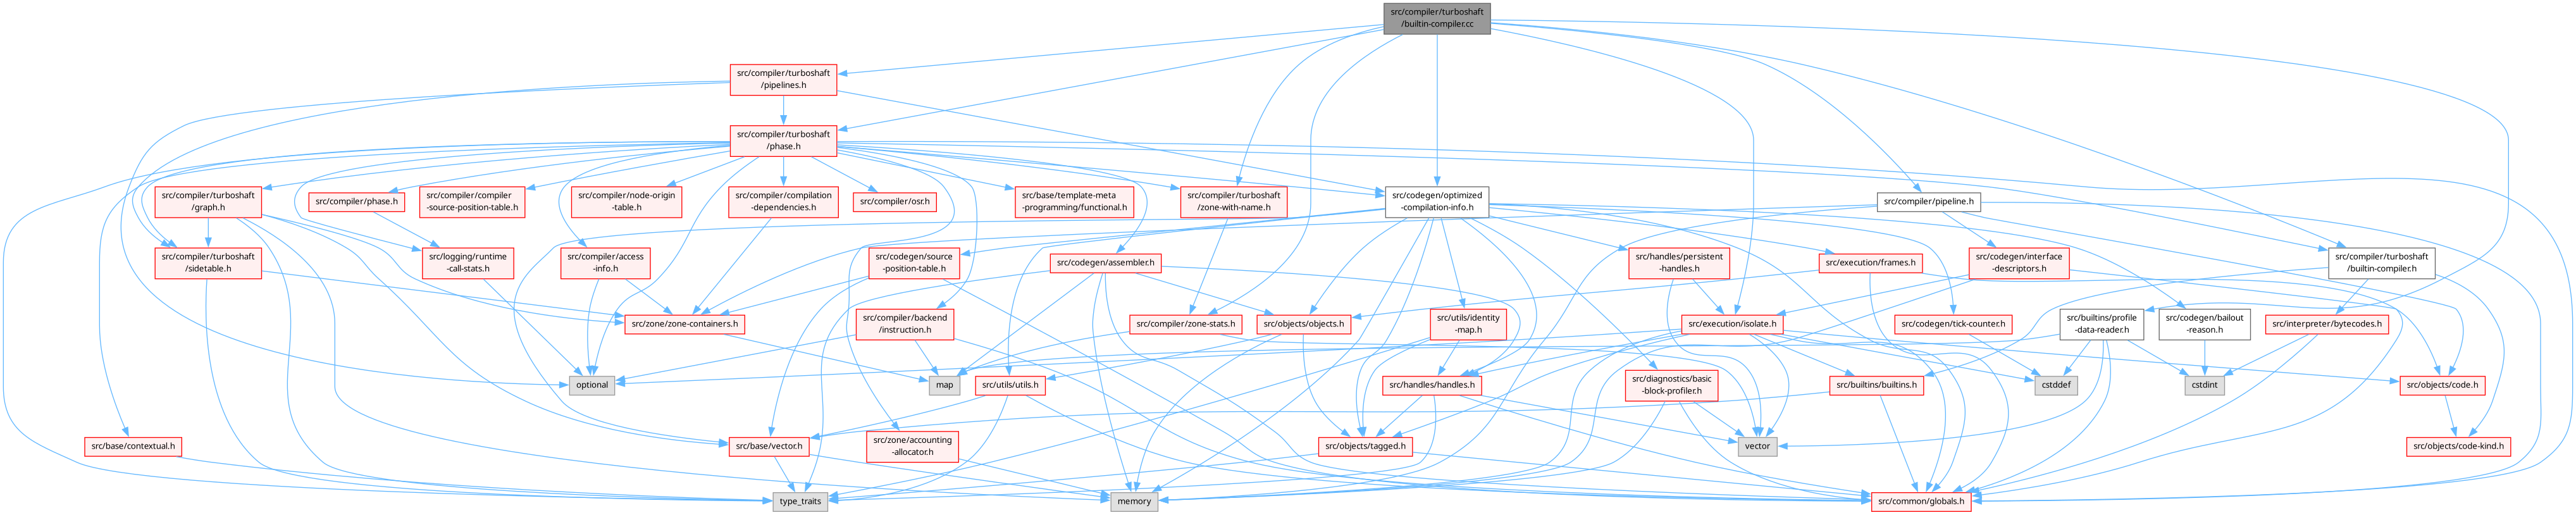 src/compiler/turboshaft
/builtin-compiler.cc
src/compiler/turboshaft
/pipelines.h
src/compiler/turboshaft
/phase.h
src/compiler/turboshaft
/graph.h
src/compiler/phase.h
src/compiler/compiler
-source-position-table.h
src/compiler/node-origin
-table.h
src/compiler/compilation
-dependencies.h
src/compiler/osr.h
src/base/template-meta
-programming/functional.h
src/compiler/turboshaft
/zone-with-name.h
src/codegen/optimized
-compilation-info.h
src/compiler/pipeline.h
src/compiler/turboshaft
/sidetable.h
src/logging/runtime
-call-stats.h
src/compiler/access
-info.h
src/codegen/source
-position-table.h
src/codegen/assembler.h
src/handles/persistent
-handles.h
src/execution/frames.h
src/codegen/interface
-descriptors.h
src/compiler/turboshaft
/builtin-compiler.h
src/zone/zone-containers.h
src/compiler/backend
/instruction.h
src/compiler/zone-stats.h
src/objects/objects.h
src/utils/identity
-map.h
src/execution/isolate.h
src/codegen/tick-counter.h
src/builtins/profile
-data-reader.h
src/codegen/bailout
-reason.h
src/interpreter/bytecodes.h
optional
map
src/utils/utils.h
src/handles/handles.h
src/diagnostics/basic
-block-profiler.h
src/builtins/builtins.h
cstddef
cstdint
src/objects/code.h
src/base/contextual.h
src/base/vector.h
src/zone/accounting
-allocator.h
src/objects/tagged.h
vector
src/objects/code-kind.h
type_traits
memory
src/common/globals.h